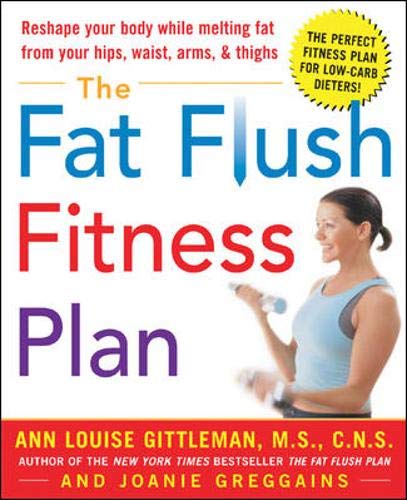 Reshape your body while melting fat
from your hips, waist, arms, & thighs
THE PERFECT
FITNESS PLAN
FOR LOW-CARB
DIETERS!
The
Fat Flush
Fitness
Plan
ANN LOUISE GITTLEMAN, M.S., C.N.S.
AUTHOR OF THE NEW YORK TIMES BESTSELLER THE FAT FLUSH PLAN
AND JOANIE GREGGAINS